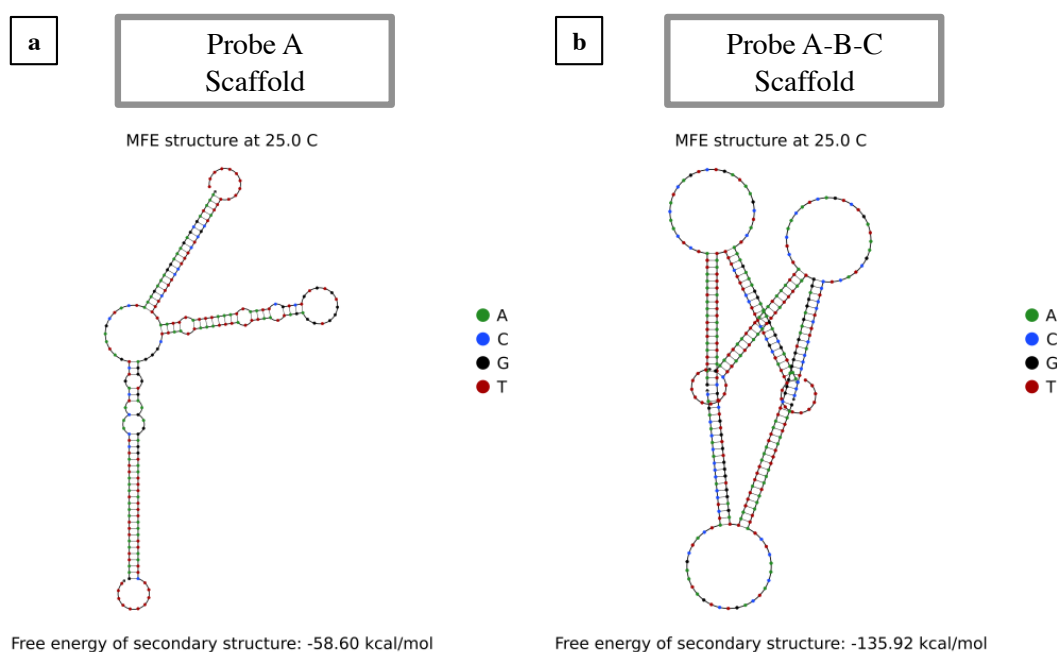 a
Probe A
Scaffold
MFE structure at 25.0 C
A
C
G
T
Free energy of secondary structure: -58.60 kcal/mol
b
Probe A-B-C
Scaffold
MFE structure at 25.0 C
A
C
G
T
Free energy of secondary structure: -135.92 kcal/mol